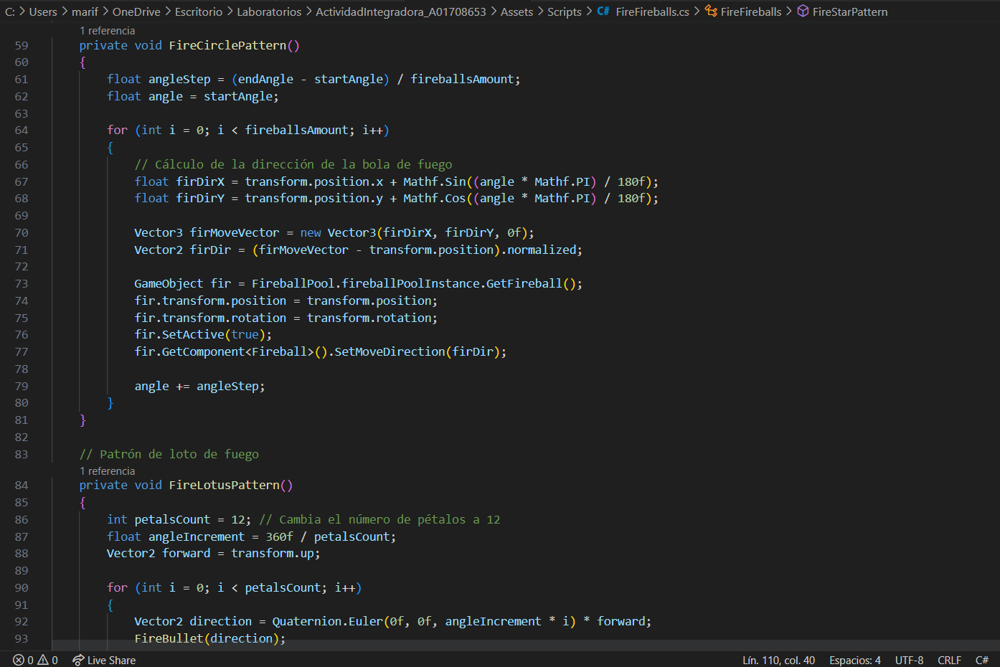 C: > Users > marif > OneDrive > Escritorio > Laboratorios > ActividadIntegradora_A01708653 > Assets > Scripts > C# FireFireballs.cs > FireFireballs > FireStarPattern
1 referencia
59 private void FireCirclePattern()
60 {
61 float angleStep = (endAngle - startAngle) / fireballsAmount;
62 float angle = startAngle;
63
64 for (int i = 0; i < fireballsAmount; i++)
65 {
66 // Cálculo de la dirección de la bola de fuego
67 float firDirX = transform.position.x + Mathf.Sin((angle * Mathf.PI) / 180f);
68 float firDirY = transform.position.y + Mathf.Cos((angle * Mathf.PI) / 180f);
69
70 Vector3 firMoveVector = new Vector3(firDirX, firDirY, 0f);
71 Vector2 firDir = (firMoveVector - transform.position).normalized;
72
73 GameObject fir = FireballPool.fireballPoolInstance.GetFireball();
74 fir.transform.position = transform.position;
75 fir.transform.rotation = transform.rotation;
76 fir.SetActive(true);
77 fir.GetComponent<Fireball>().SetMoveDirection(firDir);
78
79 angle += angleStep;
80 }
81 }
82
83 // Patrón de loto de fuego
1 referencia
84 private void FireLotusPattern()
85 {
86 int petalsCount = 12; // Cambia el número de pétalos a 12
87 float angleIncrement = 360f / petalsCount;
88 Vector2 forward = transform.up;
89
90 for (int i = 0; i < petalsCount; i++)
91 {
92 Vector2 direction = Quaternion.Euler(0f, 0f, angleIncrement * i) * forward;
93 FireBullet(direction);
0 0 Live Share Lín. 110, col. 40 Espacios: 4 UTF-8 CRLF C#